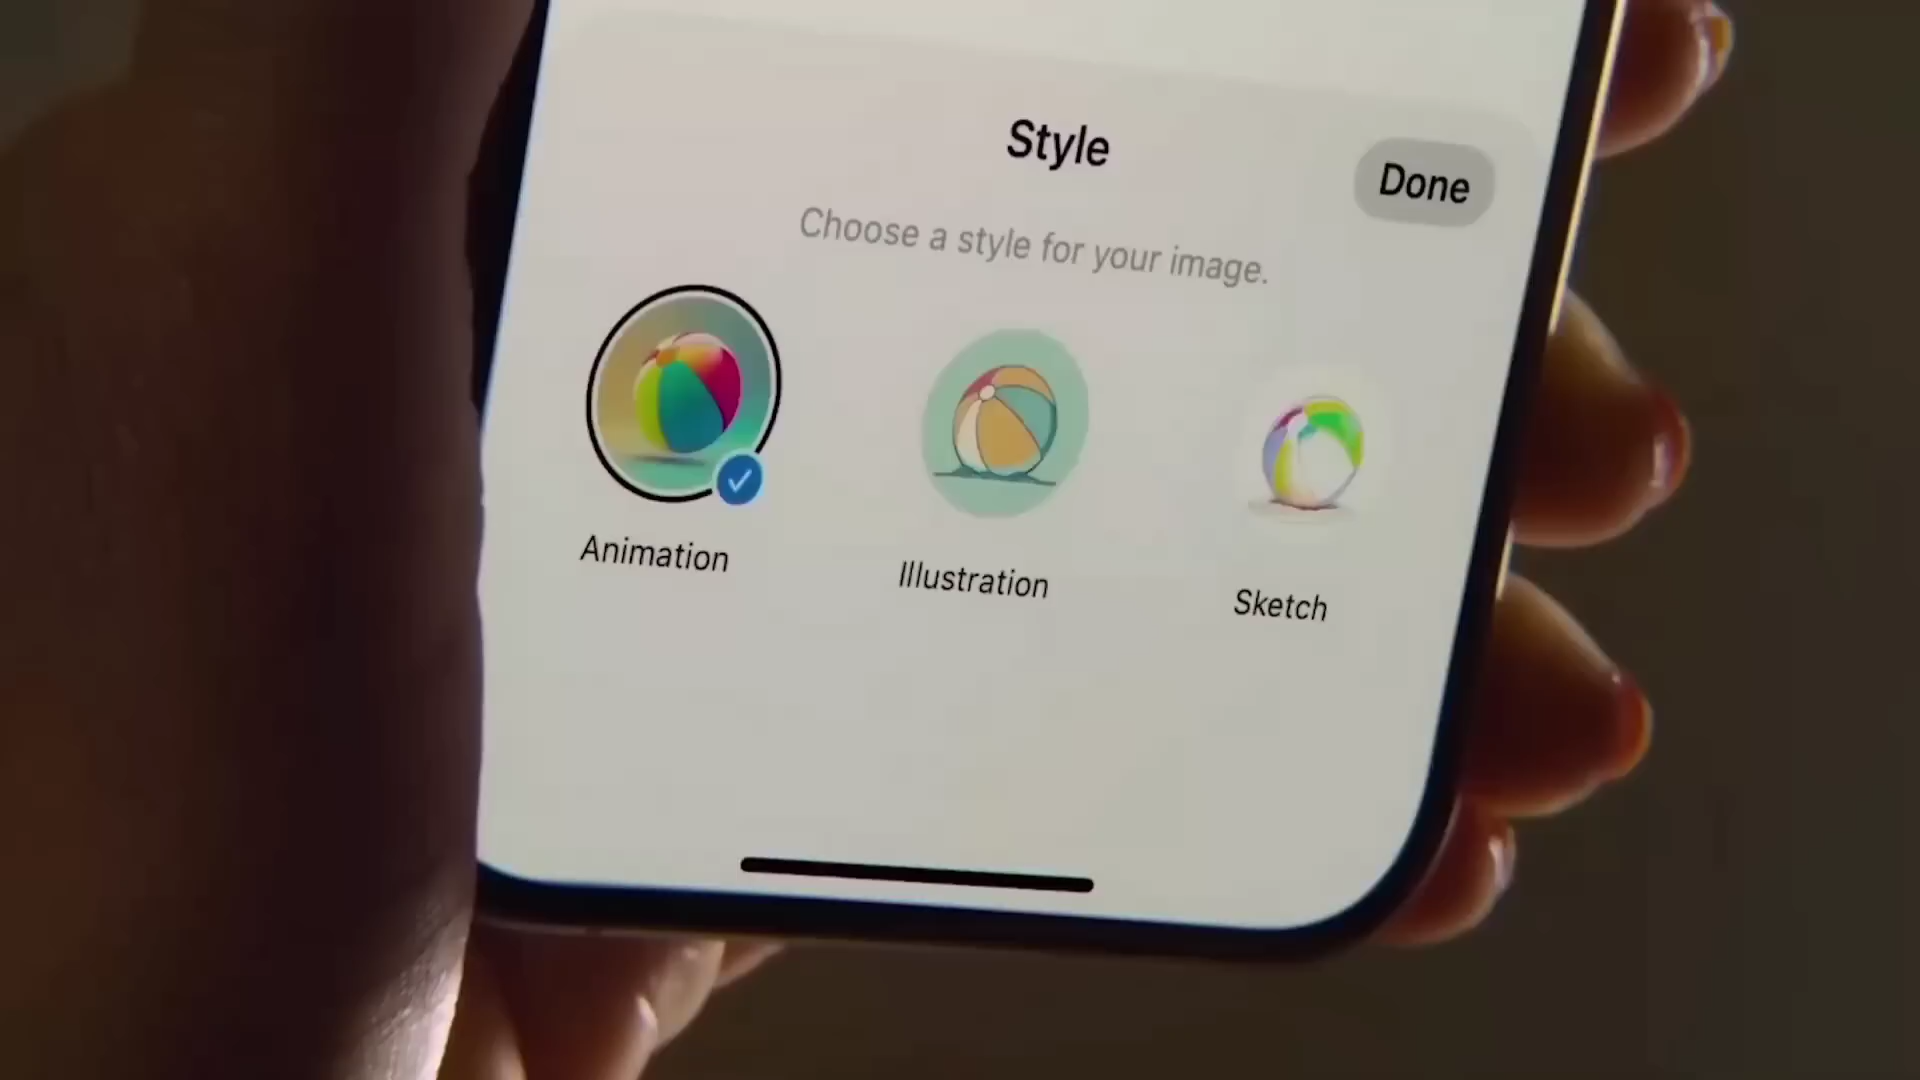 Style
Done
Choose a style for your image.
Animation
Illustration
Sketch